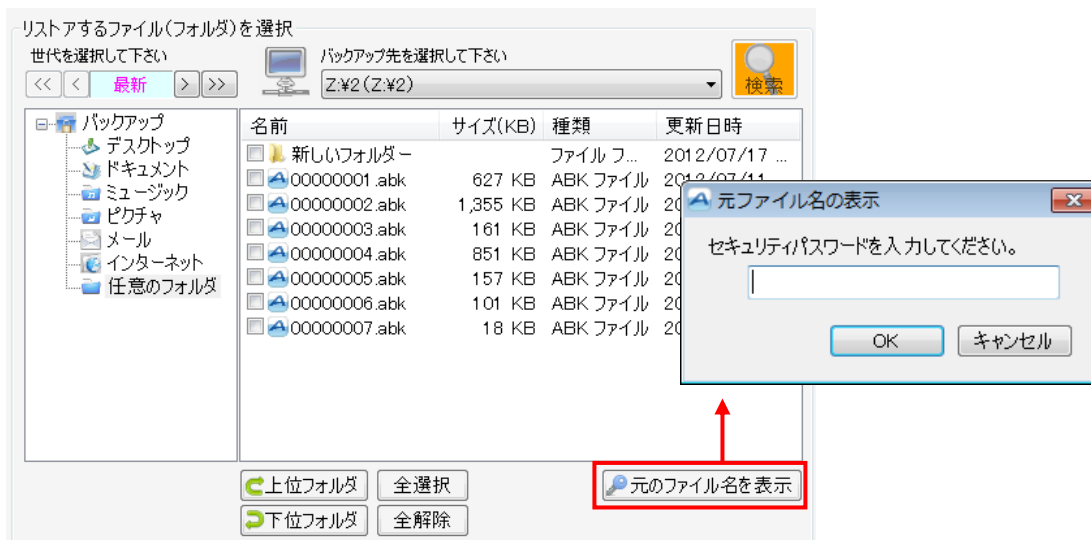 リストアするファイル(フォルダ)を選択
世代を選択して下さい
バックアップ先を選択して下さい
<< < 最新 > >>
Z:¥2(Z:¥2)
検索
バックアップ
デスクトップ
ドキュメント
ミュージック
ピクチャ
メール
インターネット
任意のフォルダ
名前 サイズ(KB) 種類 更新日時
新しいフォルダー ファイル フ... 2012/07/17 ...
00000001.abk 627 KB ABK ファイル 2012/07/11
00000002.abk 1,355 KB ABK ファイル 20
00000003.abk 161 KB ABK ファイル 20
00000004.abk 851 KB ABK ファイル 20
00000005.abk 157 KB ABK ファイル 20
00000006.abk 101 KB ABK ファイル 20
00000007.abk 18 KB ABK ファイル 20
元ファイル名の表示
セキュリティパスワードを入力してください。
OK キャンセル
上位フォルダ 全選択 元のファイル名を表示
下位フォルダ 全解除